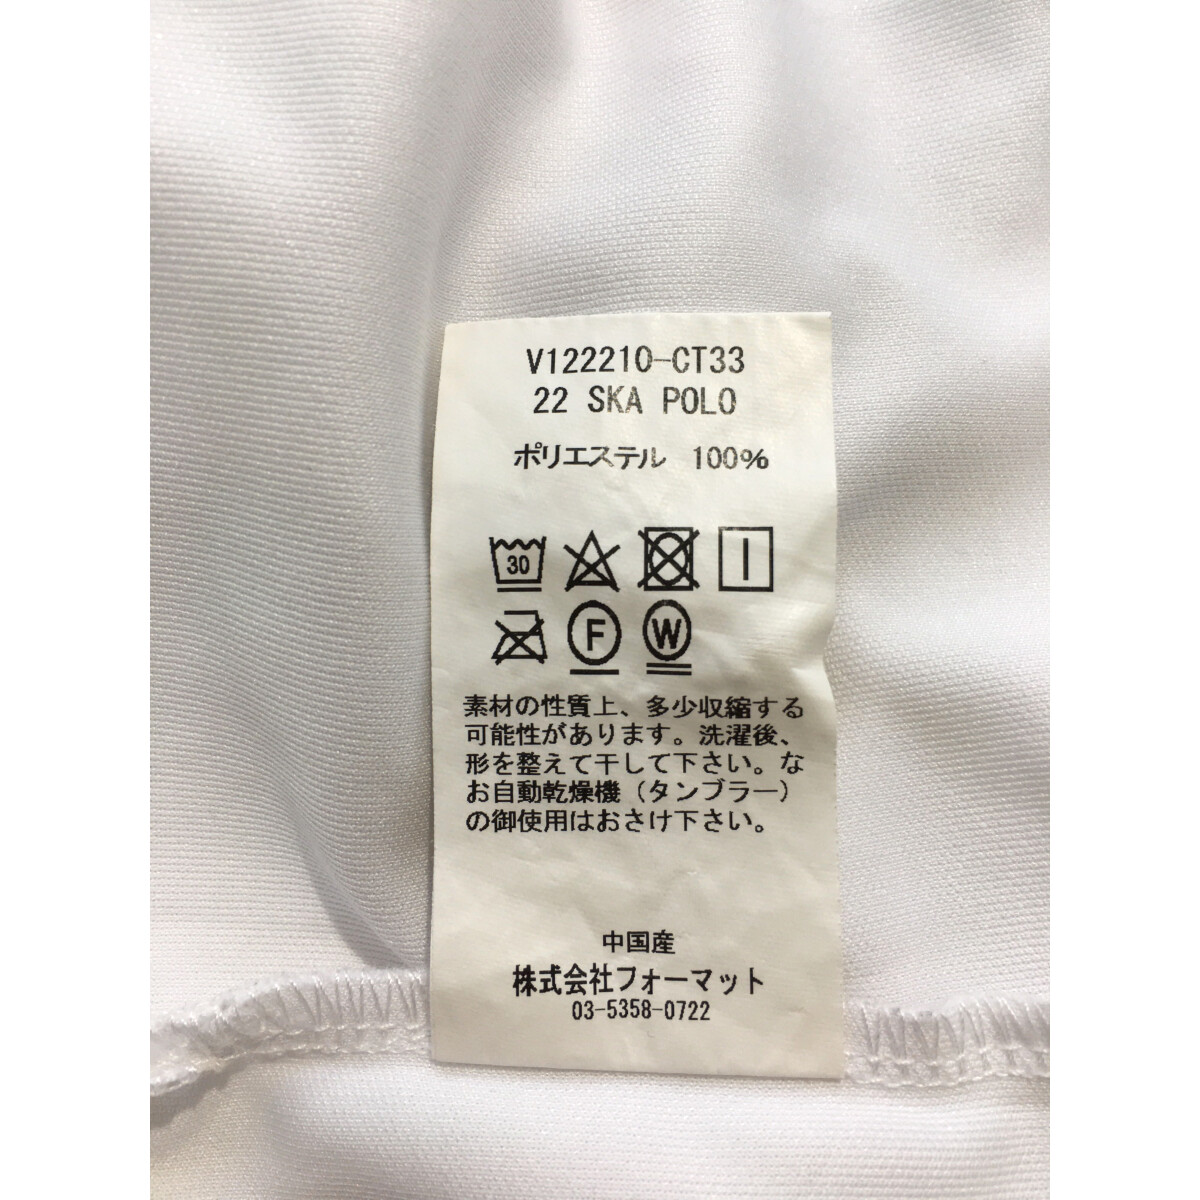 V122210-CT33
22 SKA POLO
ポリエステル 100%
30
F W
素材の性質上、多少収縮する
可能性があります。洗濯後、
形を整えて干して下さい。な
お自動乾燥機（タンブラー）
の御使用はおさけ下さい。
中国産
株式会社フォーマット
03-5358-0722